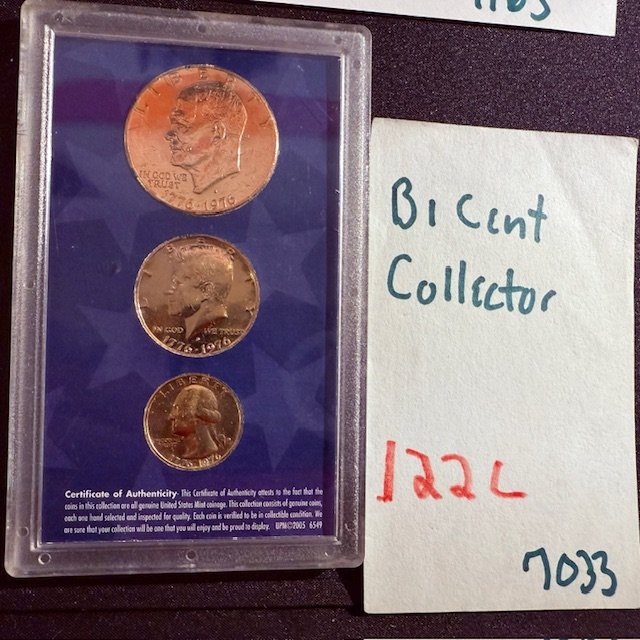 1163
LIBERTY
IN GOD WE
TRUST
1776-1976
LIBERTY
IN GOD WE TRUST
1776-1976
LIBERTY
1776-1976
Certificate of Authenticity- This Certificate of Authenticity attests to the fact that the
coins in this collection are all genuine United States Mint coinage. This collection consists of genuine coins,
each one hand selected and inspected for quality. Each coin is verified to be in collectible condition. We
are sure that your collection will be one that you will enjoy and be proud to display. UPM©2005 6549
Bi Cent
Collector
122c
7033